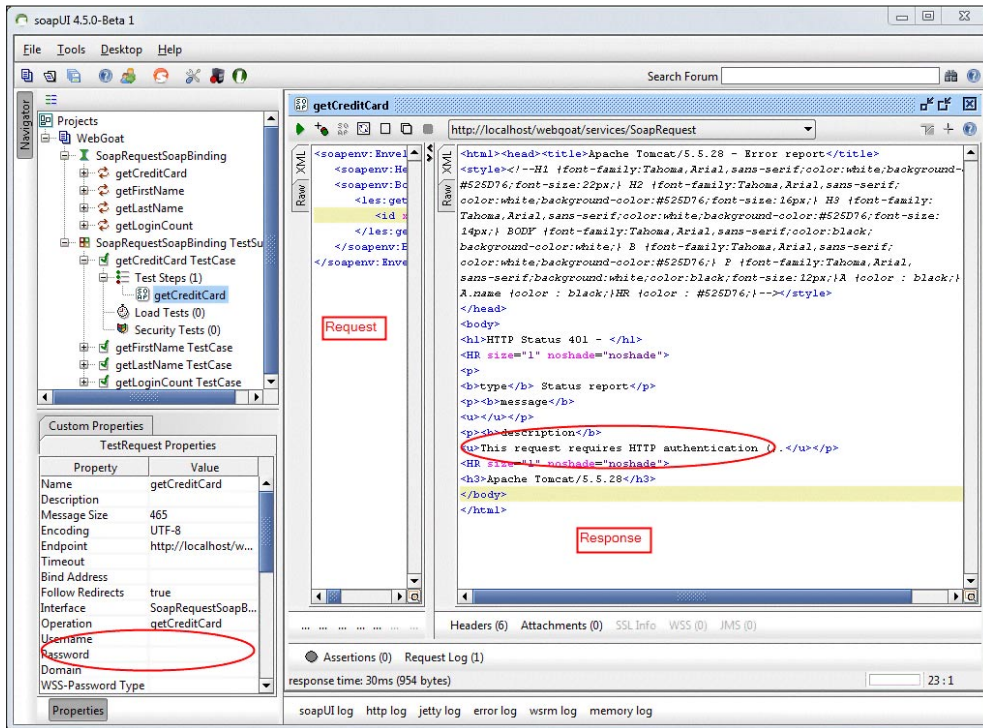 soapUI 4.5.0-Beta 1
File Tools Desktop Help
Search Forum
Navigator
Projects
WebGoat
SoapRequestSoapBinding
getCreditCard
getFirstName
getLastName
getLoginCount
SoapRequestSoapBinding TestSu
getCreditCard TestCase
Test Steps (1)
getCreditCard
Load Tests (0)
Security Tests (0)
getFirstName TestCase
getLastName TestCase
getLoginCount TestCase
Custom Properties
TestRequest Properties
Property Value
Name getCreditCard
Description
Message Size 465
Encoding UTF-8
Endpoint http://localhost/w...
Timeout
Bind Address
Follow Redirects true
Interface SoapRequestSoapB...
Operation getCreditCard
Username
Password
Domain
WSS-Password Type
Properties
getCreditCard
http://localhost/webgoat/services/SoapRequest
XML
Raw
<soapenv:Envel
<soapenv:He
<soapenv:Bo
<les:get
<id x
</les:ge
</soapenv:B
</soapenv:Enve
Request
XML
Raw
<html><head><title>Apache Tomcat/5.5.28 - Error report</title>
<style><!--H1 {font-family:Tahoma,Arial,sans-serif;color:white;background-
#525D76;font-size:22px;} H2 {font-family:Tahoma,Arial,sans-serif;
color:white;background-color:#525D76;font-size:16px;} H3 {font-family:
Tahoma,Arial,sans-serif;color:white;background-color:#525D76;font-size:
14px;} BODY {font-family:Tahoma,Arial,sans-serif;color:black;
background-color:white;} B {font-family:Tahoma,Arial,sans-serif;
color:white;background-color:#525D76;} P {font-family:Tahoma,Arial,
sans-serif;background:white;color:black;font-size:12px;}A {color : black;}
A.name {color : black;}HR {color : #525D76;}--></style>
</head>
<body>
<h1>HTTP Status 401 - </h1>
<HR size="1" noshade="noshade">
<p>
<b>type</b> Status report</p>
<p><b>message</b>
<u></u></p>
<p><b>description</b>
<u>This request requires HTTP authentication ().</u></p>
<HR size="1" noshade="noshade">
<h3>Apache Tomcat/5.5.28</h3>
</body>
</html>
Response
... ... ... ... ... ... ...
Headers (6) Attachments (0) SSL Info WSS (0) JMS (0)
Assertions (0) Request Log (1)
response time: 30ms (954 bytes)
23 : 1
soapUI log http log jetty log error log wsrm log memory log